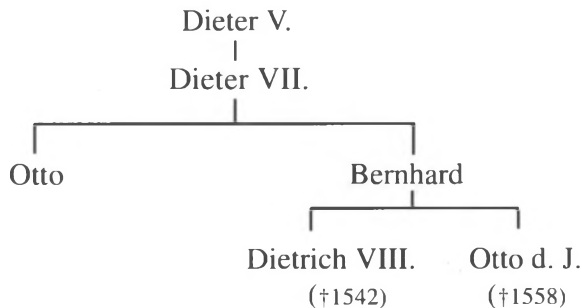 Dieter V.
Dieter VII.
Otto Bernhard
Dietrich VIII. Otto d. J.
(†1542) (†1558)